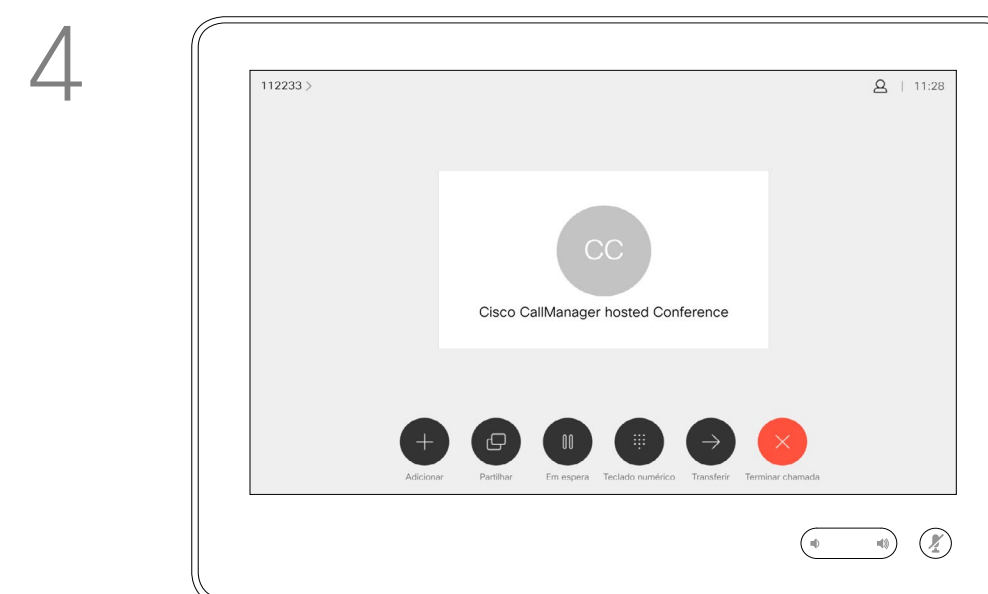 4
112233 >
11:28
CC
Cisco CallManager hosted Conference
Adicionar Partilhar Em espera Teclado numérico Transferir Terminar chamada